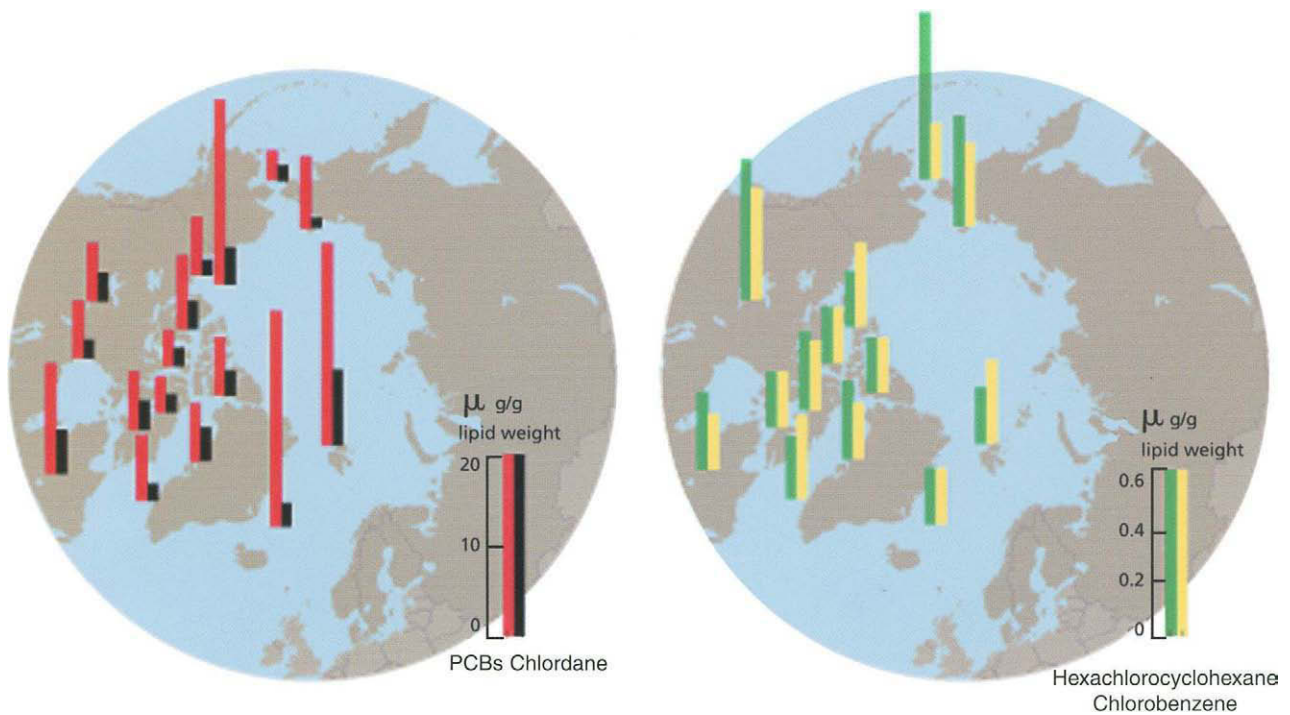 μ g/g
lipid weight
20
10
0
PCBs Chlordane
μ g/g
lipid weight
0.6
0.4
0.2
0
Hexachlorocyclohexane
Chlorobenzene